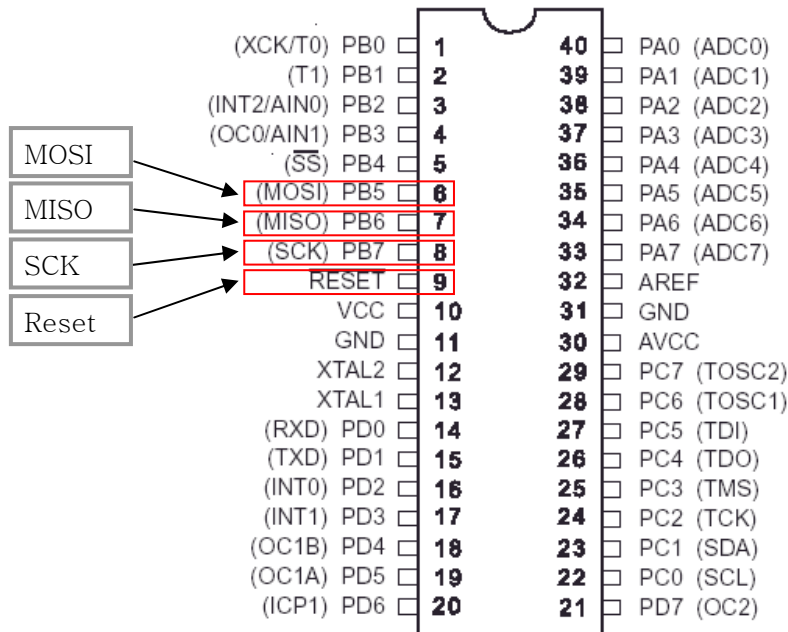 MOSI
MISO
SCK
Reset
(XCK/T0) PB0 1
(T1) PB1 2
(INT2/AIN0) PB2 3
(OC0/AIN1) PB3 4
(SS) PB4 5
(MOSI) PB5 6
(MISO) PB6 7
(SCK) PB7 8
RESET 9
VCC 10
GND 11
XTAL2 12
XTAL1 13
(RXD) PD0 14
(TXD) PD1 15
(INT0) PD2 16
(INT1) PD3 17
(OC1B) PD4 18
(OC1A) PD5 19
(ICP1) PD6 20
40 PA0 (ADC0)
39 PA1 (ADC1)
38 PA2 (ADC2)
37 PA3 (ADC3)
36 PA4 (ADC4)
35 PA5 (ADC5)
34 PA6 (ADC6)
33 PA7 (ADC7)
32 AREF
31 GND
30 AVCC
29 PC7 (TOSC2)
28 PC6 (TOSC1)
27 PC5 (TDI)
26 PC4 (TDO)
25 PC3 (TMS)
24 PC2 (TCK)
23 PC1 (SDA)
22 PC0 (SCL)
21 PD7 (OC2)